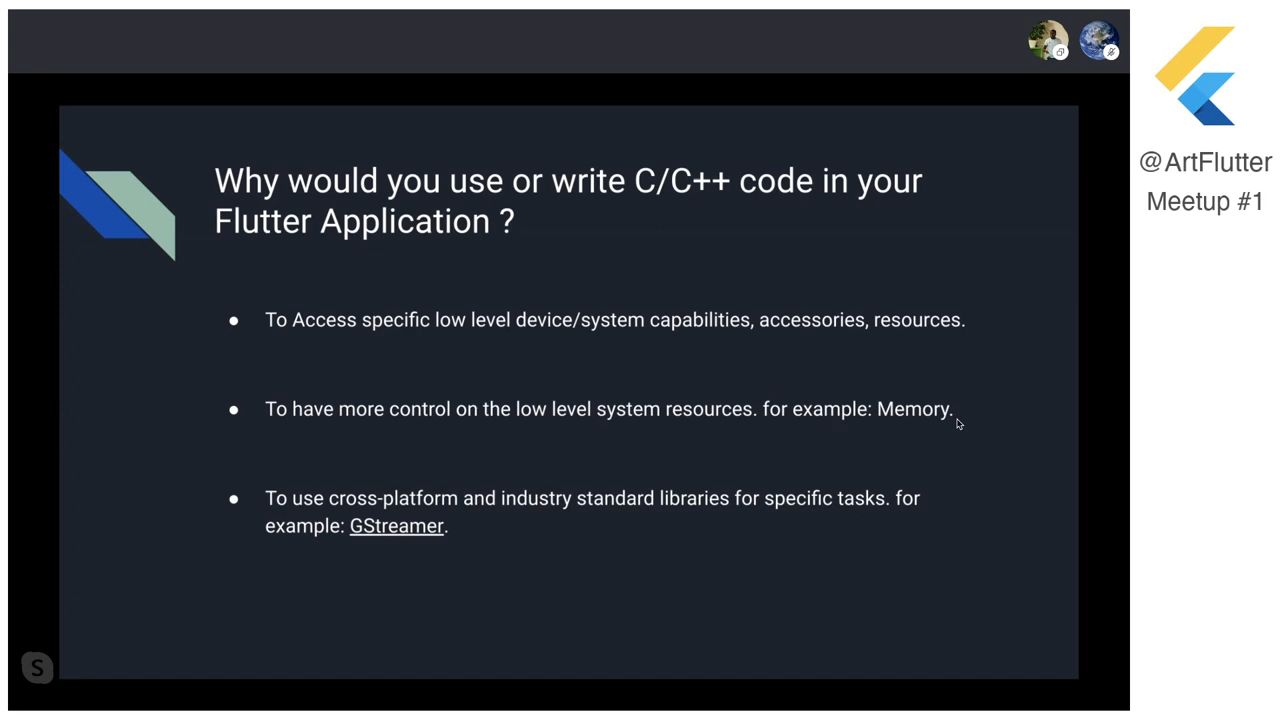 @ArtFlutter
Meetup #1
Why would you use or write C/C++ code in your
Flutter Application ?
● To Access specific low level device/system capabilities, accessories, resources.
● To have more control on the low level system resources. for example: Memory.
● To use cross-platform and industry standard libraries for specific tasks. for
example: GStreamer.
S